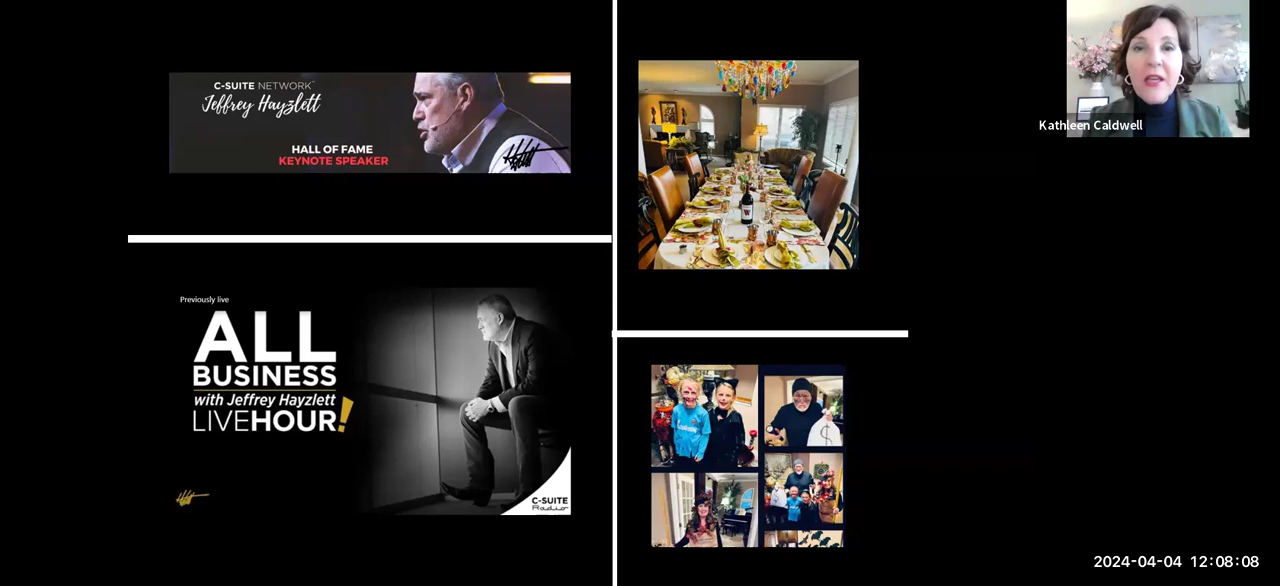 C-SUITE NETWORK™
Jeffrey Hayzlett
HALL OF FAME
KEYNOTE SPEAKER
Previously live
ALL
BUSINESS
with Jeffrey Hayzlett
LIVEHOUR!
C-SUITE
Radio
W
$
Kathleen Caldwell
2024-04-04 12:08:08